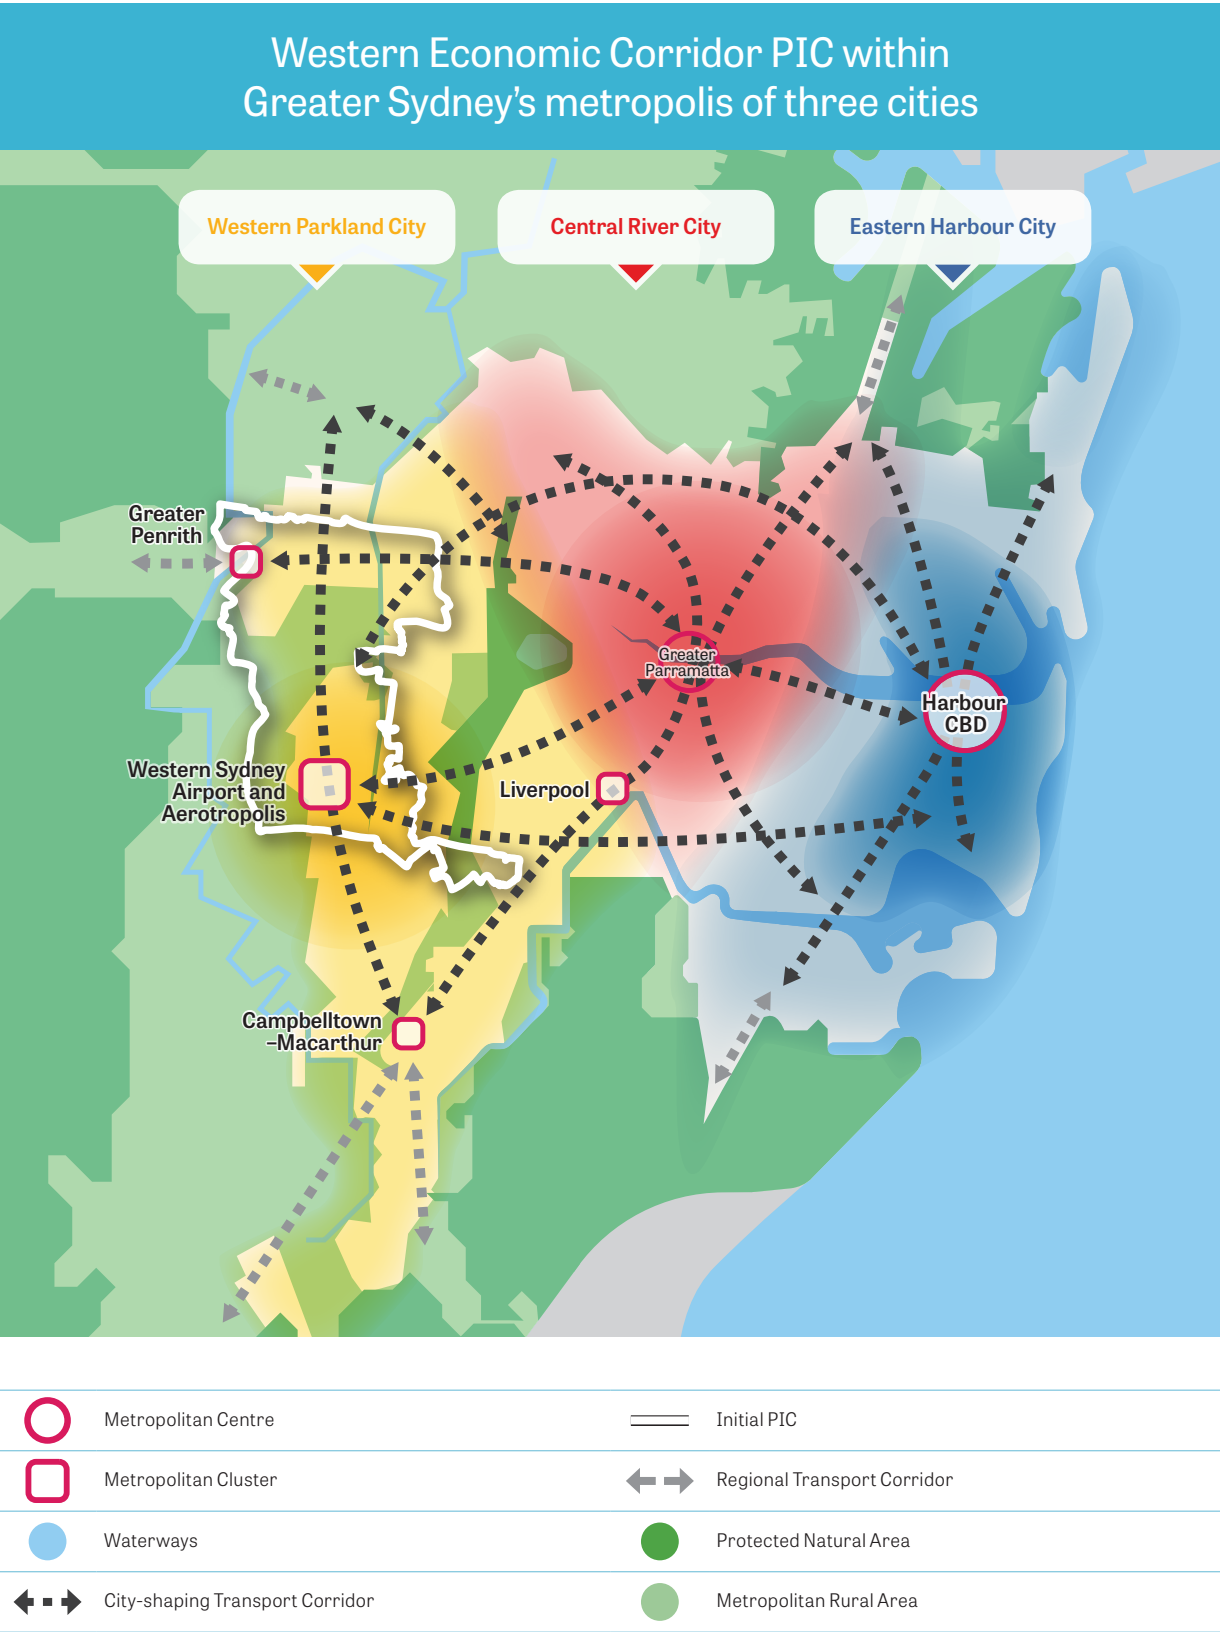 Western Economic Corridor PIC within
Greater Sydney’s metropolis of three cities
Western Parkland City
Central River City
Eastern Harbour City
Greater
Penrith
Greater
Parramatta
Harbour
CBD
Western Sydney
Airport and
Aerotropolis
Liverpool
Campbelltown
–Macarthur
Metropolitan Centre
Initial PIC
Metropolitan Cluster
Regional Transport Corridor
Waterways
Protected Natural Area
City-shaping Transport Corridor
Metropolitan Rural Area